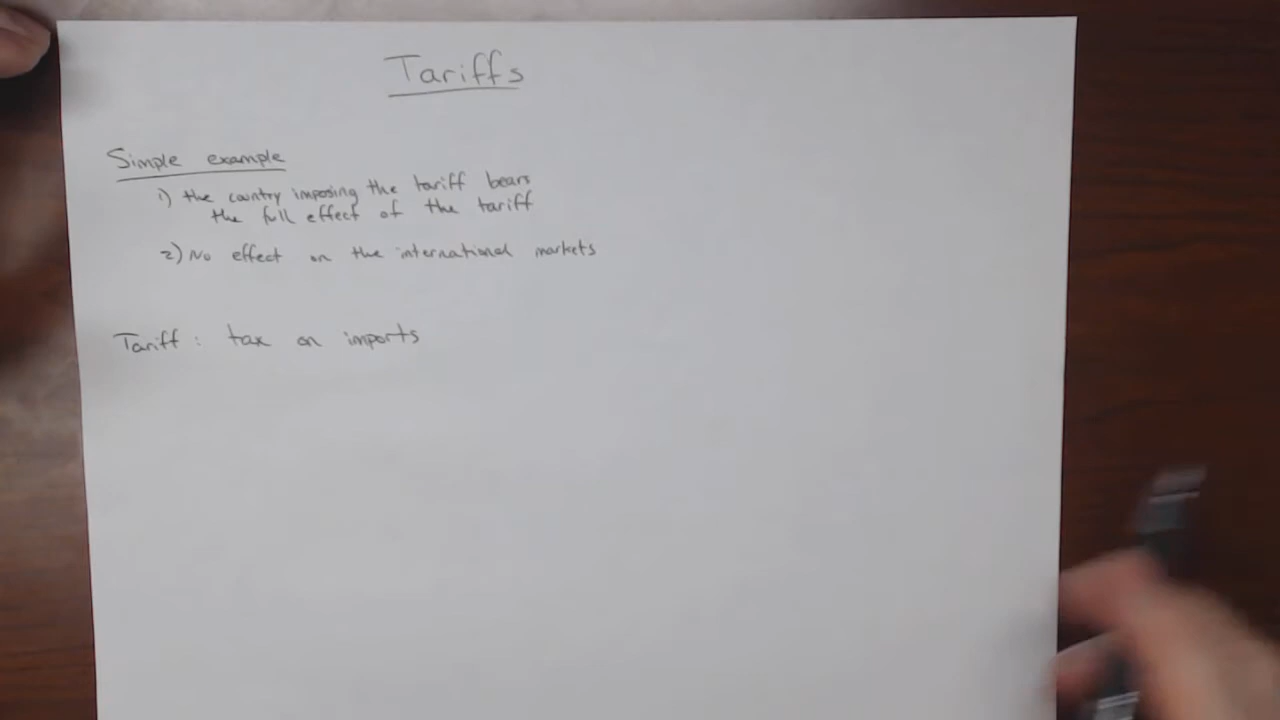 Tariffs
Simple example
1) the country imposing the tariff bears
the full effect of the tariff
2) No effect on the international markets
Tariff : tax on imports